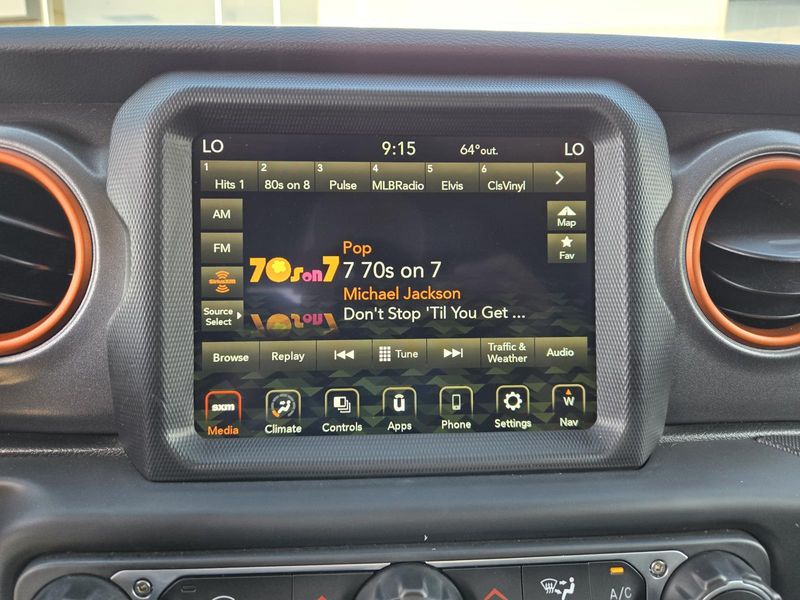 LO 9:15 64°out. LO
1 2 3 4 5 6
Hits 1 80s on 8 Pulse MLBRadio Elvis ClsVinyl
AM
Map
FM
Fav
SiriusXM
Source
Select
70s on 7
Pop
7 70s on 7
Michael Jackson
Don't Stop 'Til You Get ...
Browse Replay Tune Traffic & Weather Audio
sxm W
Media Climate Controls Apps Phone Settings Nav
A/C